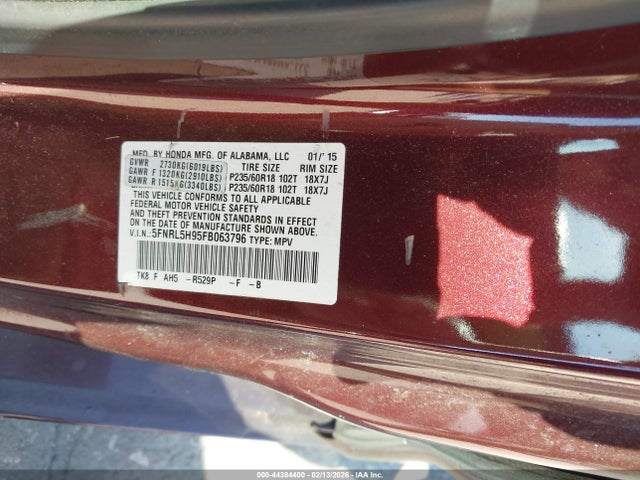 MFD. BY HONDA MFG. OF ALABAMA, LLC 01/'15
GVWR 2730KG(6019LBS) TIRE SIZE RIM SIZE
GAWR F 1320KG(2910LBS) P235/60R18 102T 18X7J
GAWR R 1515KG(3340LBS) P235/60R18 102T 18X7J
THIS VEHICLE CONFORMS TO ALL APPLICABLE
FEDERAL MOTOR VEHICLE SAFETY
AND THEFT PREVENTION STANDARDS IN EFFECT
ON THE DATE OF MANUFACTURE SHOWN ABOVE.
V.I.N.:5FNRL5H95FB063796 TYPE: MPV
TK8 F AH5 -R529P -F -B
000-44384400 - 02/13/2026 - Copyright © IAA, LLC